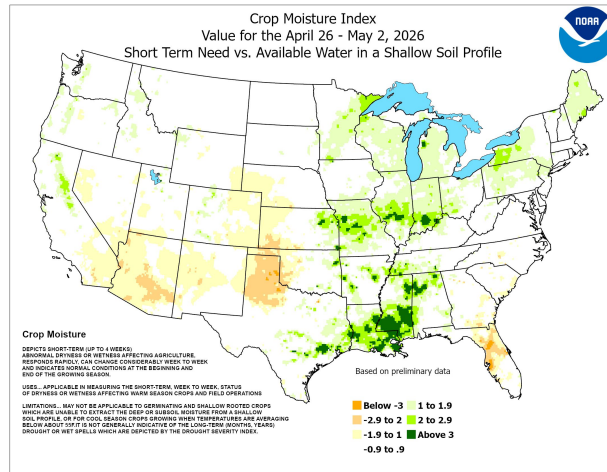 Crop Moisture Index
Value for the April 26 - May 2, 2026
Short Term Need vs. Available Water in a Shallow Soil Profile
NOAA
Crop Moisture
DEPICTS SHORT-TERM (UP TO 4 WEEKS)
ABNORMAL DRYNESS OR WETNESS AFFECTING AGRICULTURE,
RESPONDS RAPIDLY, CAN CHANGE CONSIDERABLY WEEK TO WEEK
AND INDICATES NORMAL CONDITIONS AT THE BEGINNING AND
END OF THE GROWING SEASON.
USES... APPLICABLE IN MEASURING THE SHORT-TERM, WEEK TO WEEK, STATUS
OF DRYNESS OR WETNESS AFFECTING WARM SEASON CROPS AND FIELD OPERATIONS
LIMITATIONS... MAY NOT BE APPLICABLE TO GERMINATING AND SHALLOW ROOTED CROPS
WHICH ARE UNABLE TO EXTRACT THE DEEP OR SUBSOIL MOISTURE FROM A SHALLOW
SOIL PROFILE, OR FOR COOL SEASON CROPS GROWING WHEN TEMPERATURES ARE AVERAGING
BELOW ABOUT 55F.IT IS NOT GENERALLY INDICATIVE OF THE LONG-TERM (MONTHS, YEARS)
DROUGHT OR WET SPELLS WHICH ARE DEPICTED BY THE DROUGHT SEVERITY INDEX.
Based on preliminary data
Below -3 1 to 1.9
-2.9 to 2 2 to 2.9
-1.9 to 1 Above 3
-0.9 to .9